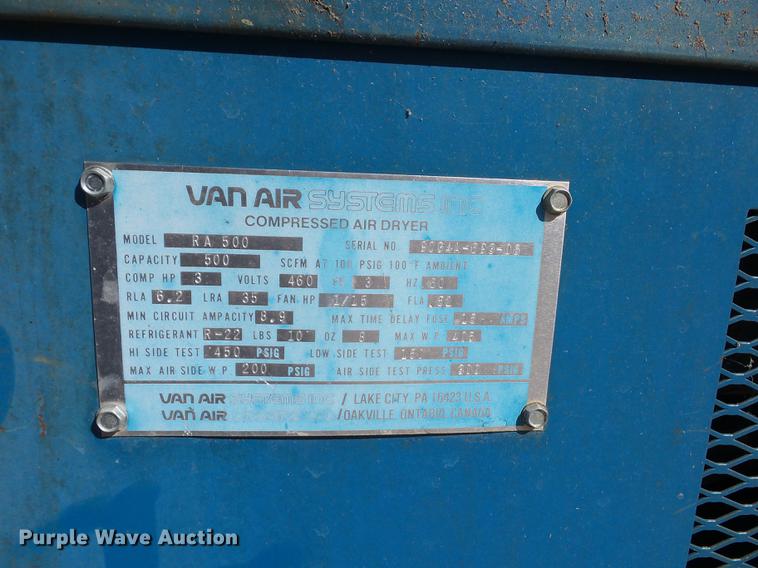 VAN AIR SYSTEMS INC
COMPRESSED AIR DRYER
MODEL RA 500 SERIAL NO.
CAPACITY 500 SCFM AT 100 PSIG 100°F AMBIENT
COMP HP 3 VOLTS 460 3 HZ 60
RLA 6.2 LRA 35 FAN HP 1/15 FLA
MIN CIRCUIT AMPACITY 8.9 MAX TIME DELAY FUSE 15 AMPS
REFRIGERANT R-22 LBS 10 OZ 8 MAX W.P.
HI SIDE TEST 450 PSIG LOW SIDE TEST PSIG
MAX AIR SIDE W.P. 200 PSIG AIR SIDE TEST PRESS PSIG
VAN AIR SYSTEMS INC / LAKE CITY, PA 16423 U.S.A.
VAN AIR /OAKVILLE, ONTARIO CANADA
Purple Wave Auction